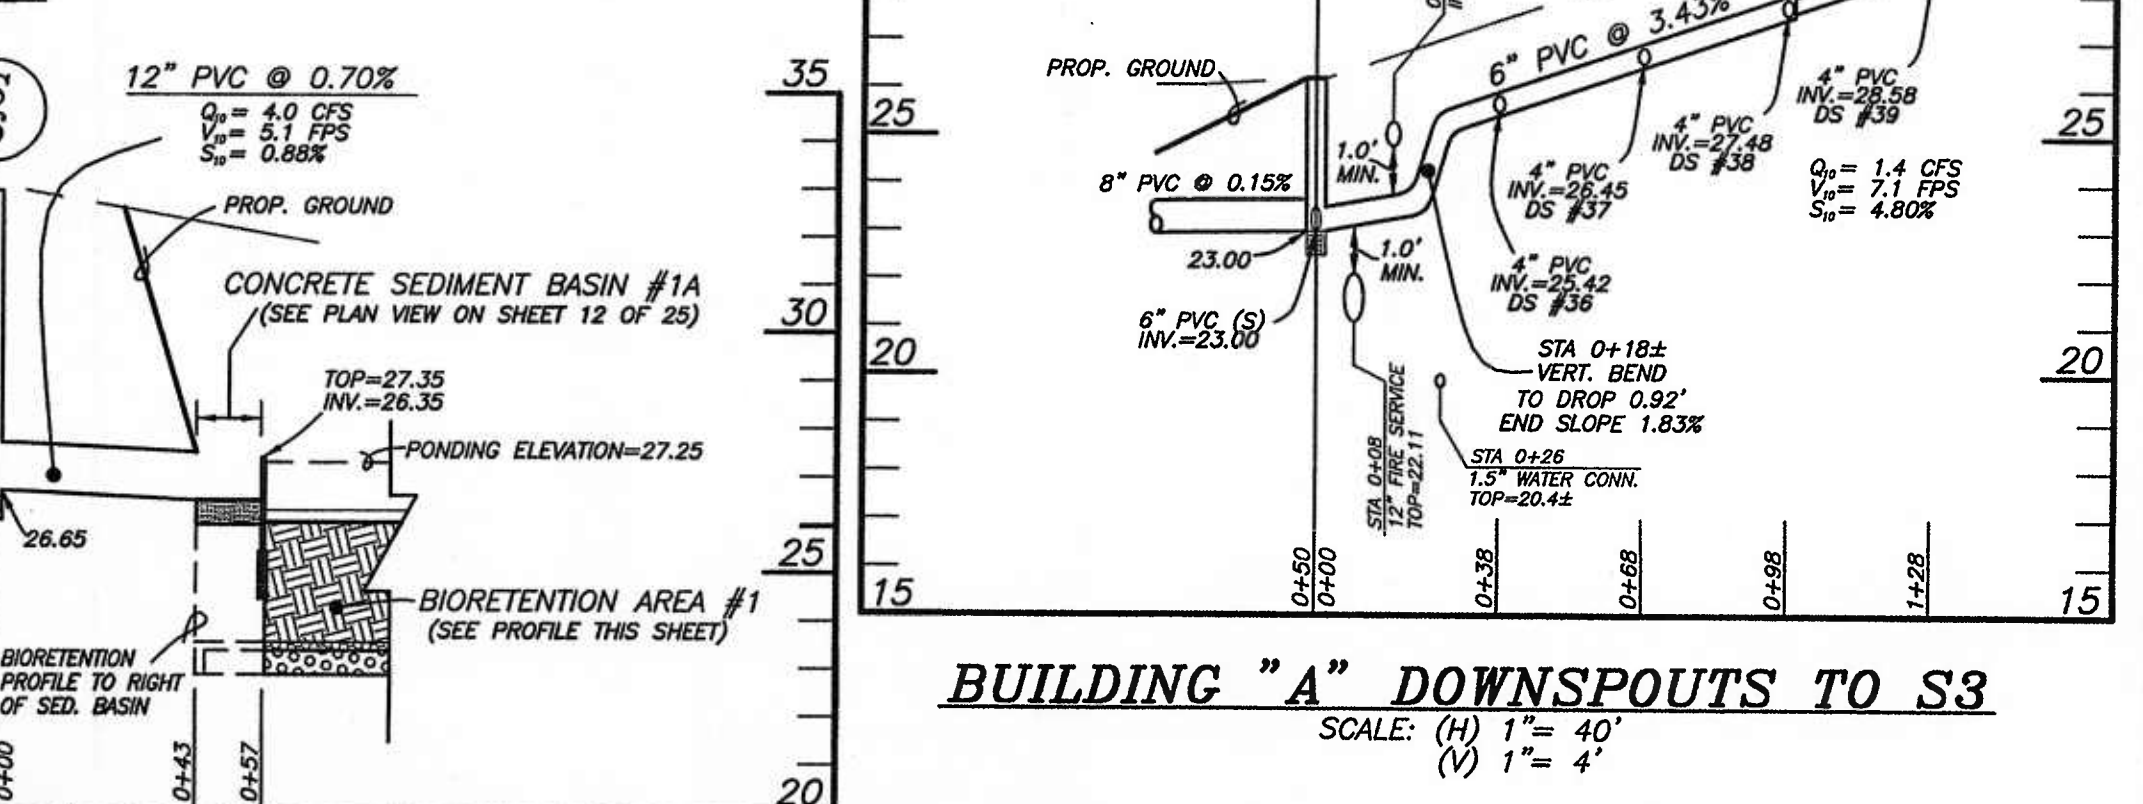 12" PVC @ 0.70%
Q10= 4.0 CFS
V10= 5.1 FPS
S10= 0.88%
PROP. GROUND
CONCRETE SEDIMENT BASIN #1A
(SEE PLAN VIEW ON SHEET 12 OF 25)
TOP=27.35
INV.=26.35
PONDING ELEVATION=27.25
26.65
BIORETENTION AREA #1
(SEE PROFILE THIS SHEET)
BIORETENTION
PROFILE TO RIGHT
OF SED. BASIN
0+00
0+43
0+57
35
30
25
20
25
20
15
PROP. GROUND
8" PVC @ 0.15%
23.00
6" PVC (S)
INV.=23.00
1.0'
MIN.
1.0'
MIN.
6" PVC @ 3.43%
4" PVC
INV.=25.42
DS #36
4" PVC
INV.=26.45
DS #37
4" PVC
INV.=27.48
DS #38
4" PVC
INV.=28.58
DS #39
Q10= 1.4 CFS
V10= 7.1 FPS
S10= 4.80%
STA 0+18±
VERT. BEND
TO DROP 0.92'
END SLOPE 1.83%
STA 0+08
12" FIRE SERVICE
TOP=22.11
STA 0+26
1.5" WATER CONN.
TOP=20.4±
0+50
0+00
0+38
0+68
0+98
1+28
25
20
15
BUILDING "A" DOWNSPOUTS TO S3
SCALE: (H) 1"= 40'
(V) 1"= 4'